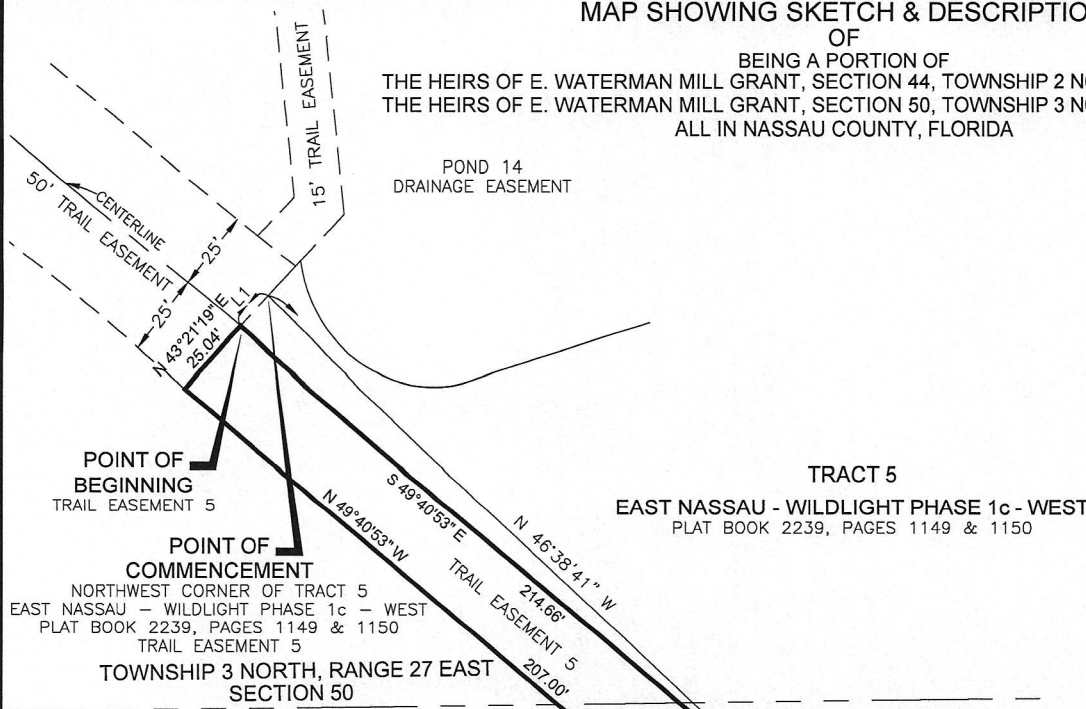 MAP SHOWING SKETCH & DESCRIPTIO
OF
BEING A PORTION OF
THE HEIRS OF E. WATERMAN MILL GRANT, SECTION 44, TOWNSHIP 2 N
THE HEIRS OF E. WATERMAN MILL GRANT, SECTION 50, TOWNSHIP 3 N
ALL IN NASSAU COUNTY, FLORIDA
15' TRAIL EASEMENT
POND 14
DRAINAGE EASEMENT
CENTERLINE
50' TRAIL EASEMENT
25'
25'
L1
N 43°21'19" E
25.04'
POINT OF
BEGINNING
TRAIL EASEMENT 5
POINT OF
COMMENCEMENT
NORTHWEST CORNER OF TRACT 5
EAST NASSAU – WILDLIGHT PHASE 1c – WEST
PLAT BOOK 2239, PAGES 1149 & 1150
TRAIL EASEMENT 5
TOWNSHIP 3 NORTH, RANGE 27 EAST
SECTION 50
S 49°40'53" E
214.66'
N 46°38'41" W
TRAIL EASEMENT 5
N 49°40'53" W
207.00'
TRACT 5
EAST NASSAU - WILDLIGHT PHASE 1c - WEST
PLAT BOOK 2239, PAGES 1149 & 1150